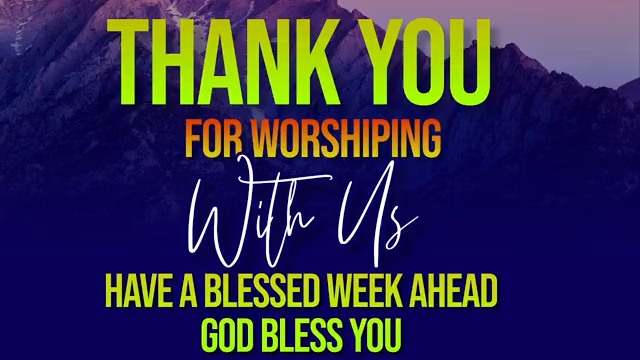 THANK YOU
FOR WORSHIPING
With Us
HAVE A BLESSED WEEK AHEAD
GOD BLESS YOU